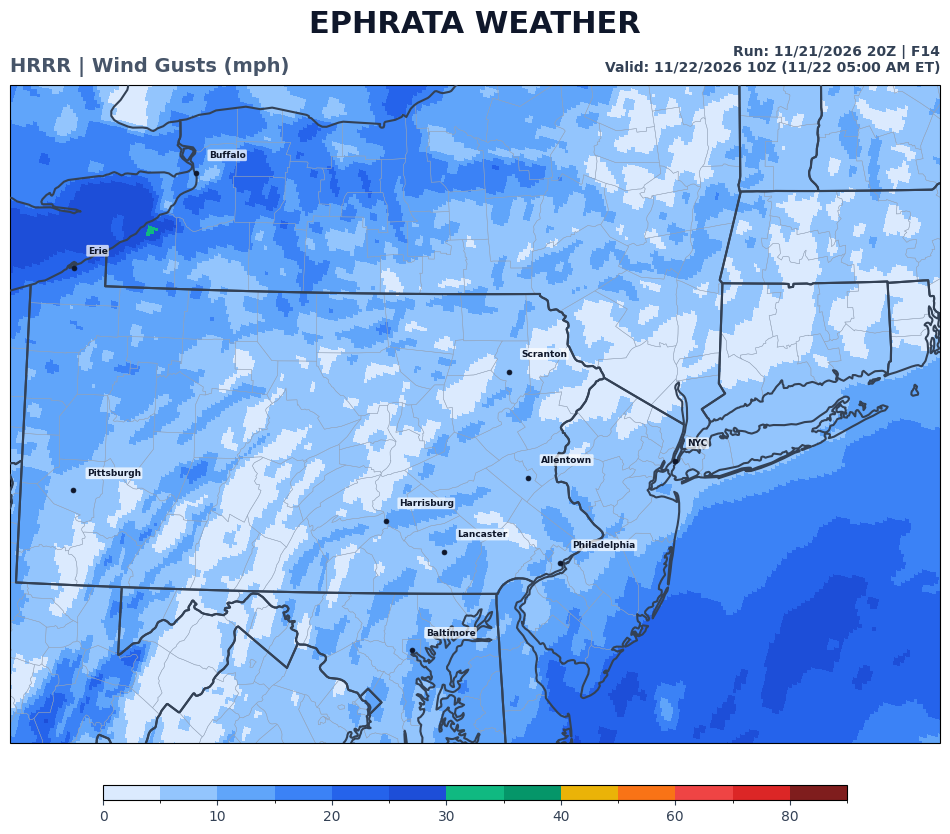 EPHRATA WEATHER
HRRR | Wind Gusts (mph)
Run: 11/21/2026 20Z | F14
Valid: 11/22/2026 10Z (11/22 05:00 AM ET)
Buffalo
Erie
Scranton
NYC
Allentown
Pittsburgh
Harrisburg
Lancaster
Philadelphia
Baltimore
0 10 20 30 40 50 60 70 80